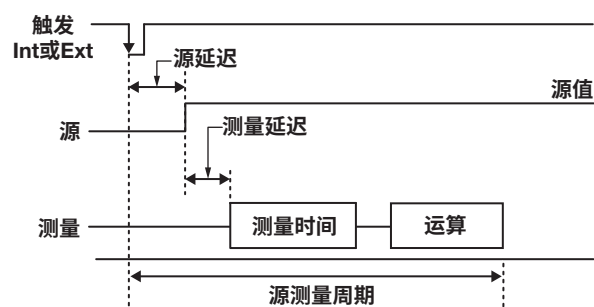 触发
Int或Ext
源延迟
源值
源
测量延迟
测量
测量时间
运算
源测量周期